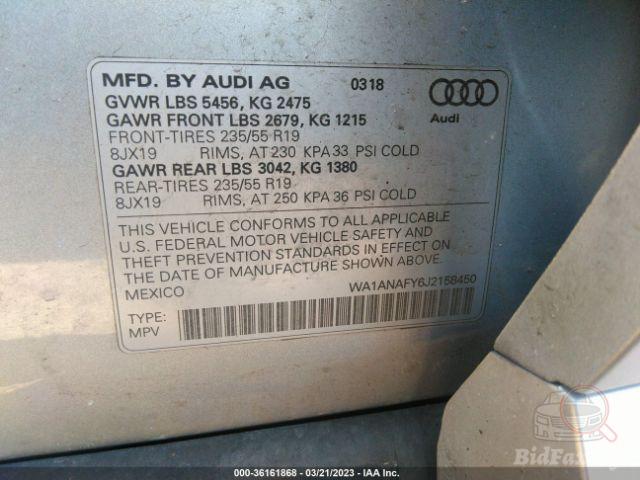 MFD. BY AUDI AG 0318
GVWR LBS 5456, KG 2475
GAWR FRONT LBS 2679, KG 1215
FRONT-TIRES 235/55 R19
8JX19 RIMS, AT 230 KPA 33 PSI COLD
GAWR REAR LBS 3042, KG 1380
REAR-TIRES 235/55 R19
8JX19 RIMS, AT 250 KPA 36 PSI COLD
Audi
THIS VEHICLE CONFORMS TO ALL APPLICABLE
U.S. FEDERAL MOTOR VEHICLE SAFETY AND
THEFT PREVENTION STANDARDS IN EFFECT ON
THE DATE OF MANUFACTURE SHOWN ABOVE.
MEXICO WA1ANAFY6J2158450
TYPE:
MPV
000-36161868 — 03/21/2023 — IAA Inc.